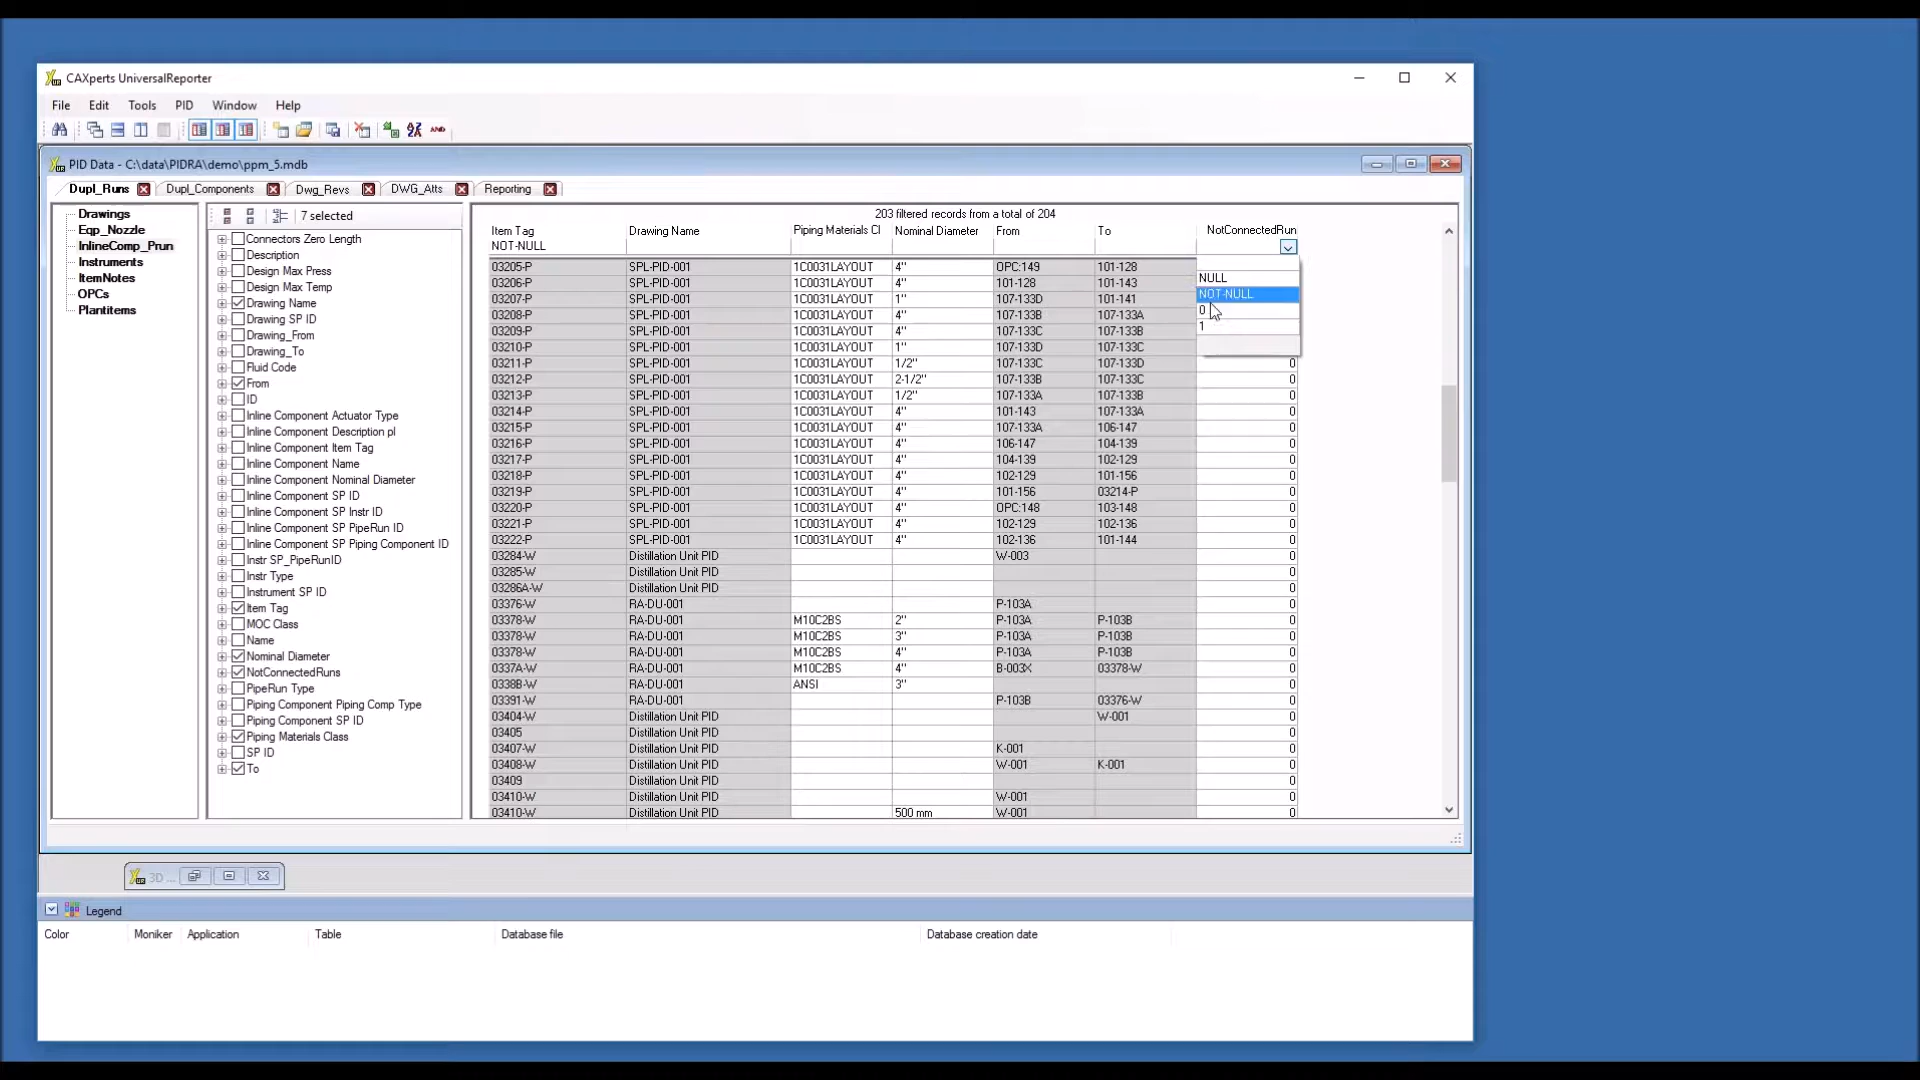 CAXperts UniversalReporter
File Edit Tools PID Window Help
PID Data - C:\data\PIDRA\demo\ppm_5.mdb
Dupl_Runs Dupl_Components Dwg_Revs DWG_Atts Reporting
Drawings
Eqp_Nozzle
InlineComp_Prun
Instruments
ItemNotes
OPCs
Plantitems
7 selected
Connectors Zero Length
Description
Design Max Press
Design Max Temp
Drawing Name
Drawing SP ID
Drawing_From
Drawing_To
Fluid Code
From
ID
Inline Component Actuator Type
Inline Component Description pl
Inline Component Item Tag
Inline Component Name
Inline Component Nominal Diameter
Inline Component SP ID
Inline Component SP Instr ID
Inline Component SP PipeRun ID
Inline Component SP Piping Component ID
Instr SP_PipeRunID
Instr Type
Instrument SP ID
Item Tag
MOC Class
Name
Nominal Diameter
NotConnectedRuns
PipeRun Type
Piping Component Piping Comp Type
Piping Component SP ID
Piping Materials Class
SP ID
To
203 filtered records from a total of 204
Item Tag Drawing Name Piping Materials Cl Nominal Diameter From To NotConnectedRun
NOT-NULL
03205-P SPL-PID-001 1C0031LAYOUT 4" OPC:149 101-128
03206-P SPL-PID-001 1C0031LAYOUT 4" 101-128 101-143
03207-P SPL-PID-001 1C0031LAYOUT 1" 107-133D 101-141
03208-P SPL-PID-001 1C0031LAYOUT 4" 107-133B 107-133A
03209-P SPL-PID-001 1C0031LAYOUT 4" 107-133C 107-133B
03210-P SPL-PID-001 1C0031LAYOUT 1" 107-133D 107-133C
03211-P SPL-PID-001 1C0031LAYOUT 1/2" 107-133C 107-133D 0
03212-P SPL-PID-001 1C0031LAYOUT 2-1/2" 107-133B 107-133C 0
03213-P SPL-PID-001 1C0031LAYOUT 1/2" 107-133A 107-133B 0
03214-P SPL-PID-001 1C0031LAYOUT 4" 101-143 107-133A 0
03215-P SPL-PID-001 1C0031LAYOUT 4" 107-133A 106-147 0
03216-P SPL-PID-001 1C0031LAYOUT 4" 106-147 104-139 0
03217-P SPL-PID-001 1C0031LAYOUT 4" 104-139 102-129 0
03218-P SPL-PID-001 1C0031LAYOUT 4" 102-129 101-156 0
03219-P SPL-PID-001 1C0031LAYOUT 4" 101-156 03214-P 0
03220-P SPL-PID-001 1C0031LAYOUT 4" OPC:148 103-148 0
03221-P SPL-PID-001 1C0031LAYOUT 4" 102-129 102-136 0
03222-P SPL-PID-001 1C0031LAYOUT 4" 102-136 101-144 0
03284-W Distillation Unit PID W-003 0
03285-W Distillation Unit PID 0
03286A-W Distillation Unit PID 0
03376-W RA-DU-001 P-103A 0
03378-W RA-DU-001 M10C2BS 2" P-103A P-103B 0
03378-W RA-DU-001 M10C2BS 3" P-103A P-103B 0
03378-W RA-DU-001 M10C2BS 4" P-103A P-103B 0
0337A-W RA-DU-001 M10C2BS 4" B-003X 03378-W 0
0338B-W RA-DU-001 ANSI 3" 0
03391-W RA-DU-001 P-103B 03376-W 0
03404-W Distillation Unit PID W-001 0
03405 Distillation Unit PID 0
03407-W Distillation Unit PID K-001 0
03408-W Distillation Unit PID W-001 K-001 0
03409 Distillation Unit PID 0
03410-W Distillation Unit PID W-001 0
03410-W Distillation Unit PID 500 mm W-001 0
NULL
NOT-NULL
0
1
3D ...
Legend
Color Moniker Application Table Database file Database creation date